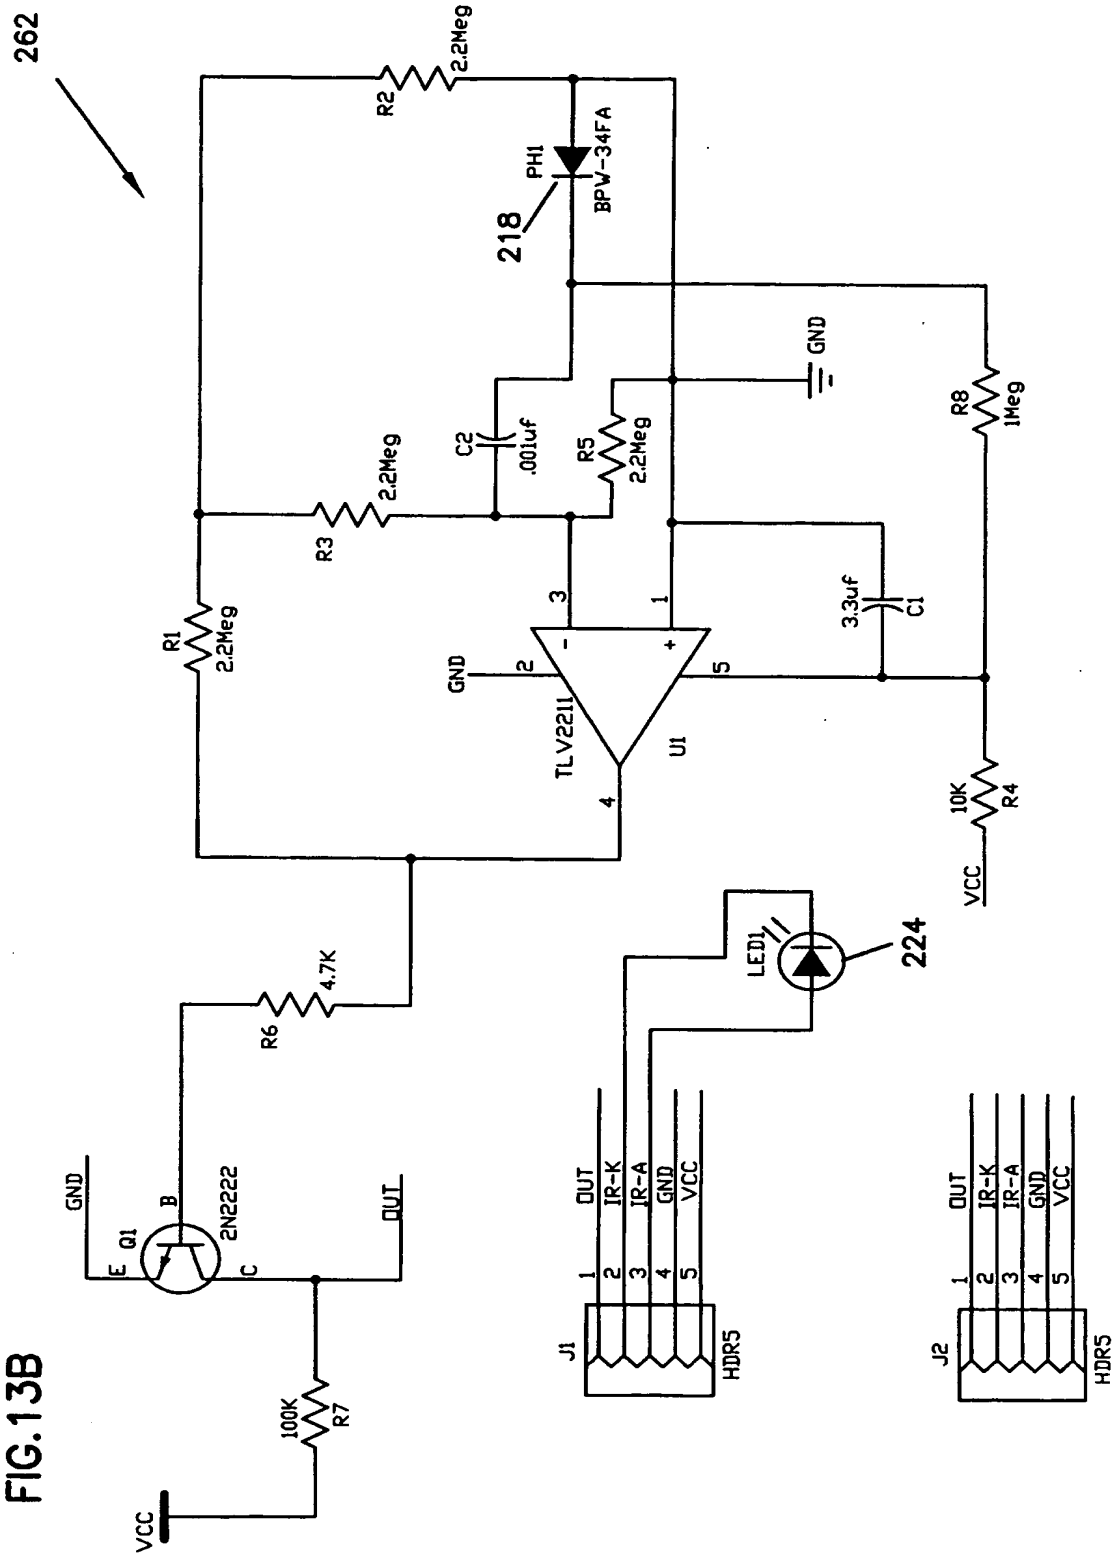 FIG.13B
262
VCC
100K
R7
GND
E
Q1
B
2N2222
C
OUT
R6
4.7K
R1
2.2Meg
R3
2.2Meg
R2
2.2Meg
C2
.001uf
R5
2.2Meg
PH1
BPW-34FA
218
GND
GND
2
3
-
1
+
5
4
TLV2211
U1
3.3uf
C1
R8
1Meg
10K
R4
VCC
LED1
224
J1
HDR5
1 OUT
2 IR-K
3 IR-A
4 GND
5 VCC
J2
HDR5
1 OUT
2 IR-K
3 IR-A
4 GND
5 VCC